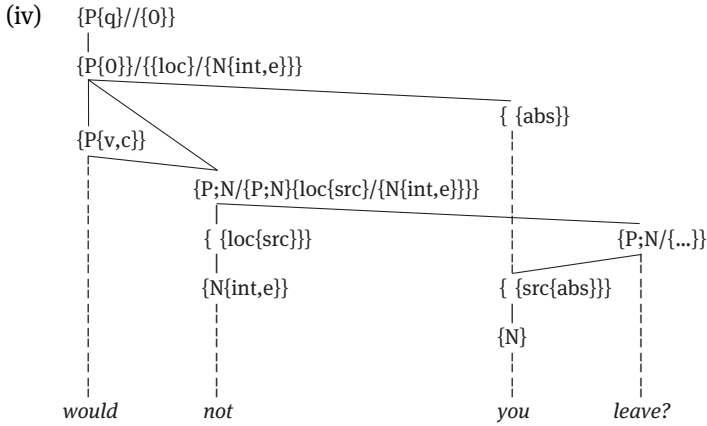 (iv) {P{q}//{0}}
{P{0}}/{{loc}/{N{int,e}}}
{ {abs}}
{P{v,c}}
{P;N/{P;N}{loc{src}/{N{int,e}}}}
{ {loc{src}}} {P;N/{...}}
{N{int,e}} { {src{abs}}}
{N}
would not you leave?